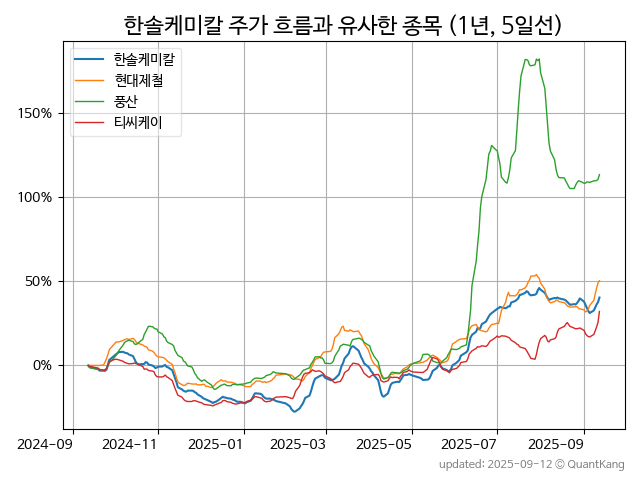 한솔케미칼 주가 흐름과 유사한 종목 (1년, 5일선)
한솔케미칼
현대제철
풍산
티씨케이
150%
100%
50%
0%
2024-09 2024-11 2025-01 2025-03 2025-05 2025-07 2025-09
updated: 2025-09-12 © QuantKang